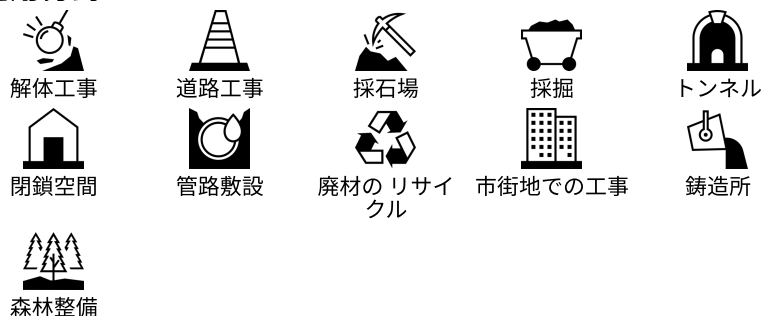 解体工事
道路工事
採石場
採掘
トンネル
閉鎖空間
管路敷設
廃材の リサイ
クル
市街地での工事
鋳造所
森林整備